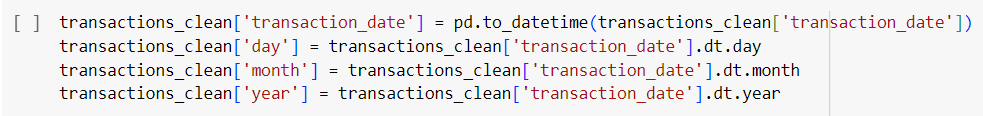 [ ] transactions_clean['transaction_date'] = pd.to_datetime(transactions_clean['transaction_date'])
transactions_clean['day'] = transactions_clean['transaction_date'].dt.day
transactions_clean['month'] = transactions_clean['transaction_date'].dt.month
transactions_clean['year'] = transactions_clean['transaction_date'].dt.year